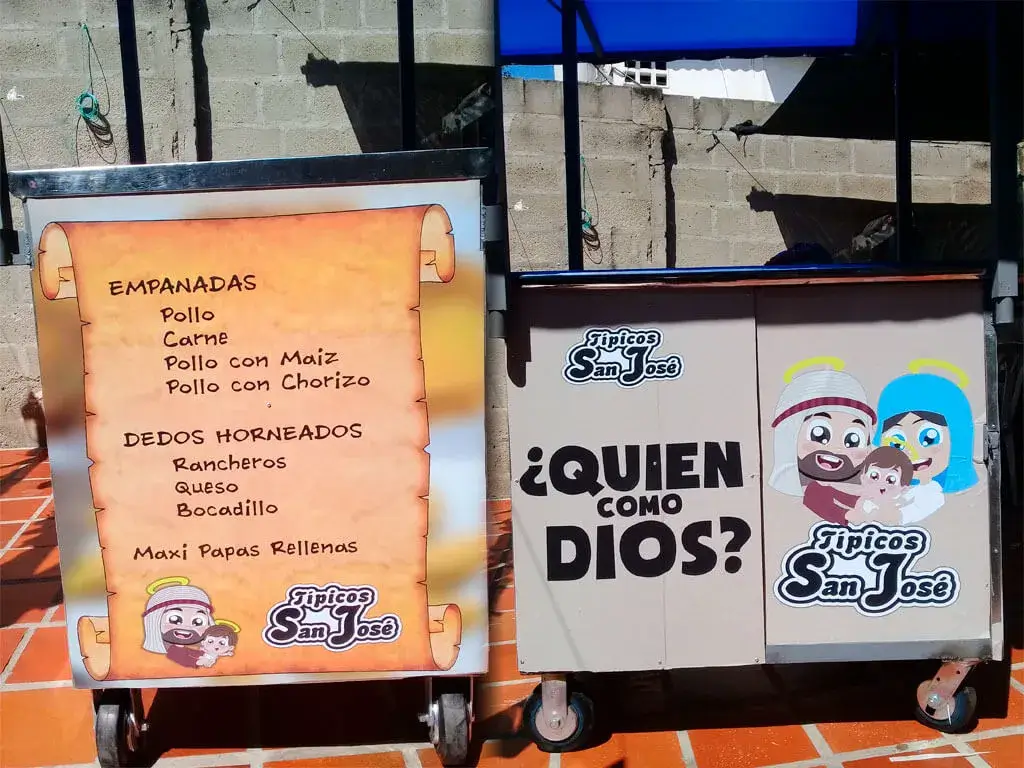 EMPANADAS
Pollo
Carne
Pollo con Maiz
Pollo con Chorizo
DEDOS HORNEADOS
Rancheros
Queso
Bocadillo
Maxi Papas Rellenas
Tipicos
San José
Tipicos
San José
¿QUIEN
COMO
DIOS?
Tipicos
San José